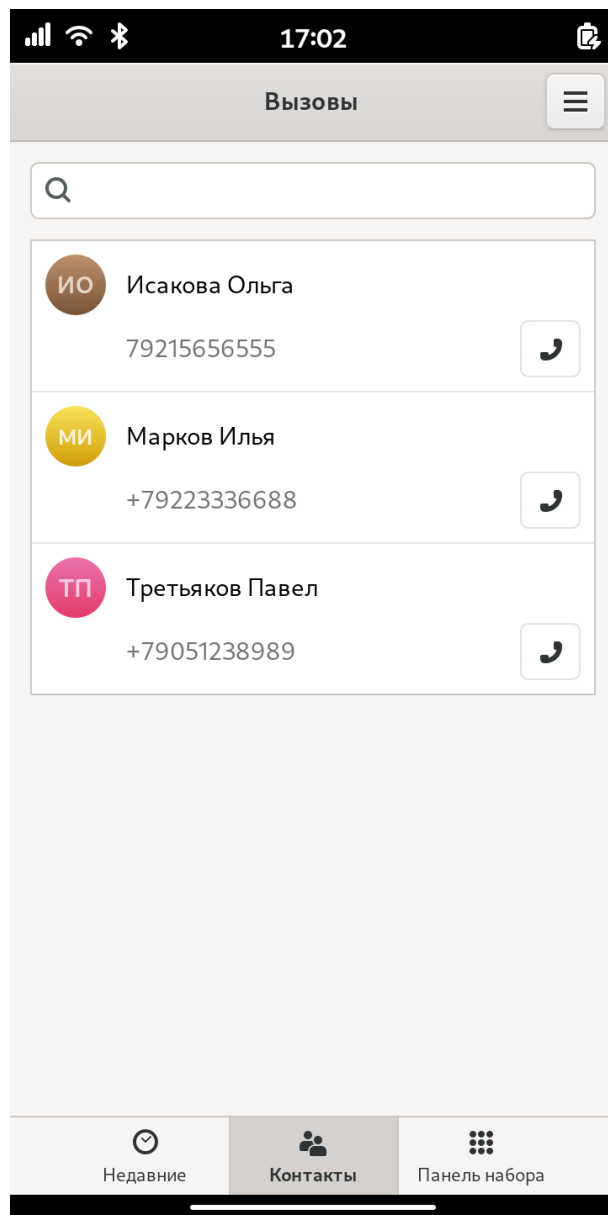 17:02
Вызовы
ИО Исакова Ольга
79215656555
МИ Марков Илья
+79223336688
ТП Третьяков Павел
+79051238989
Недавние Контакты Панель набора